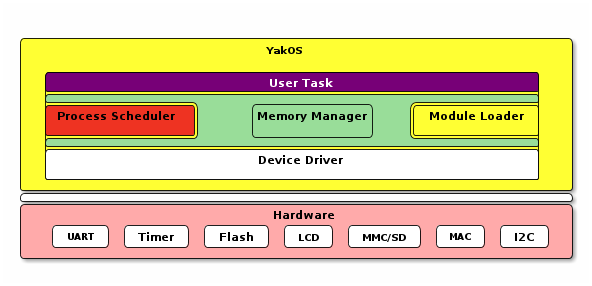 YakOS
User Task
Process Scheduler
Memory Manager
Module Loader
Device Driver
Hardware
UART
Timer
Flash
LCD
MMC/SD
MAC
I2C